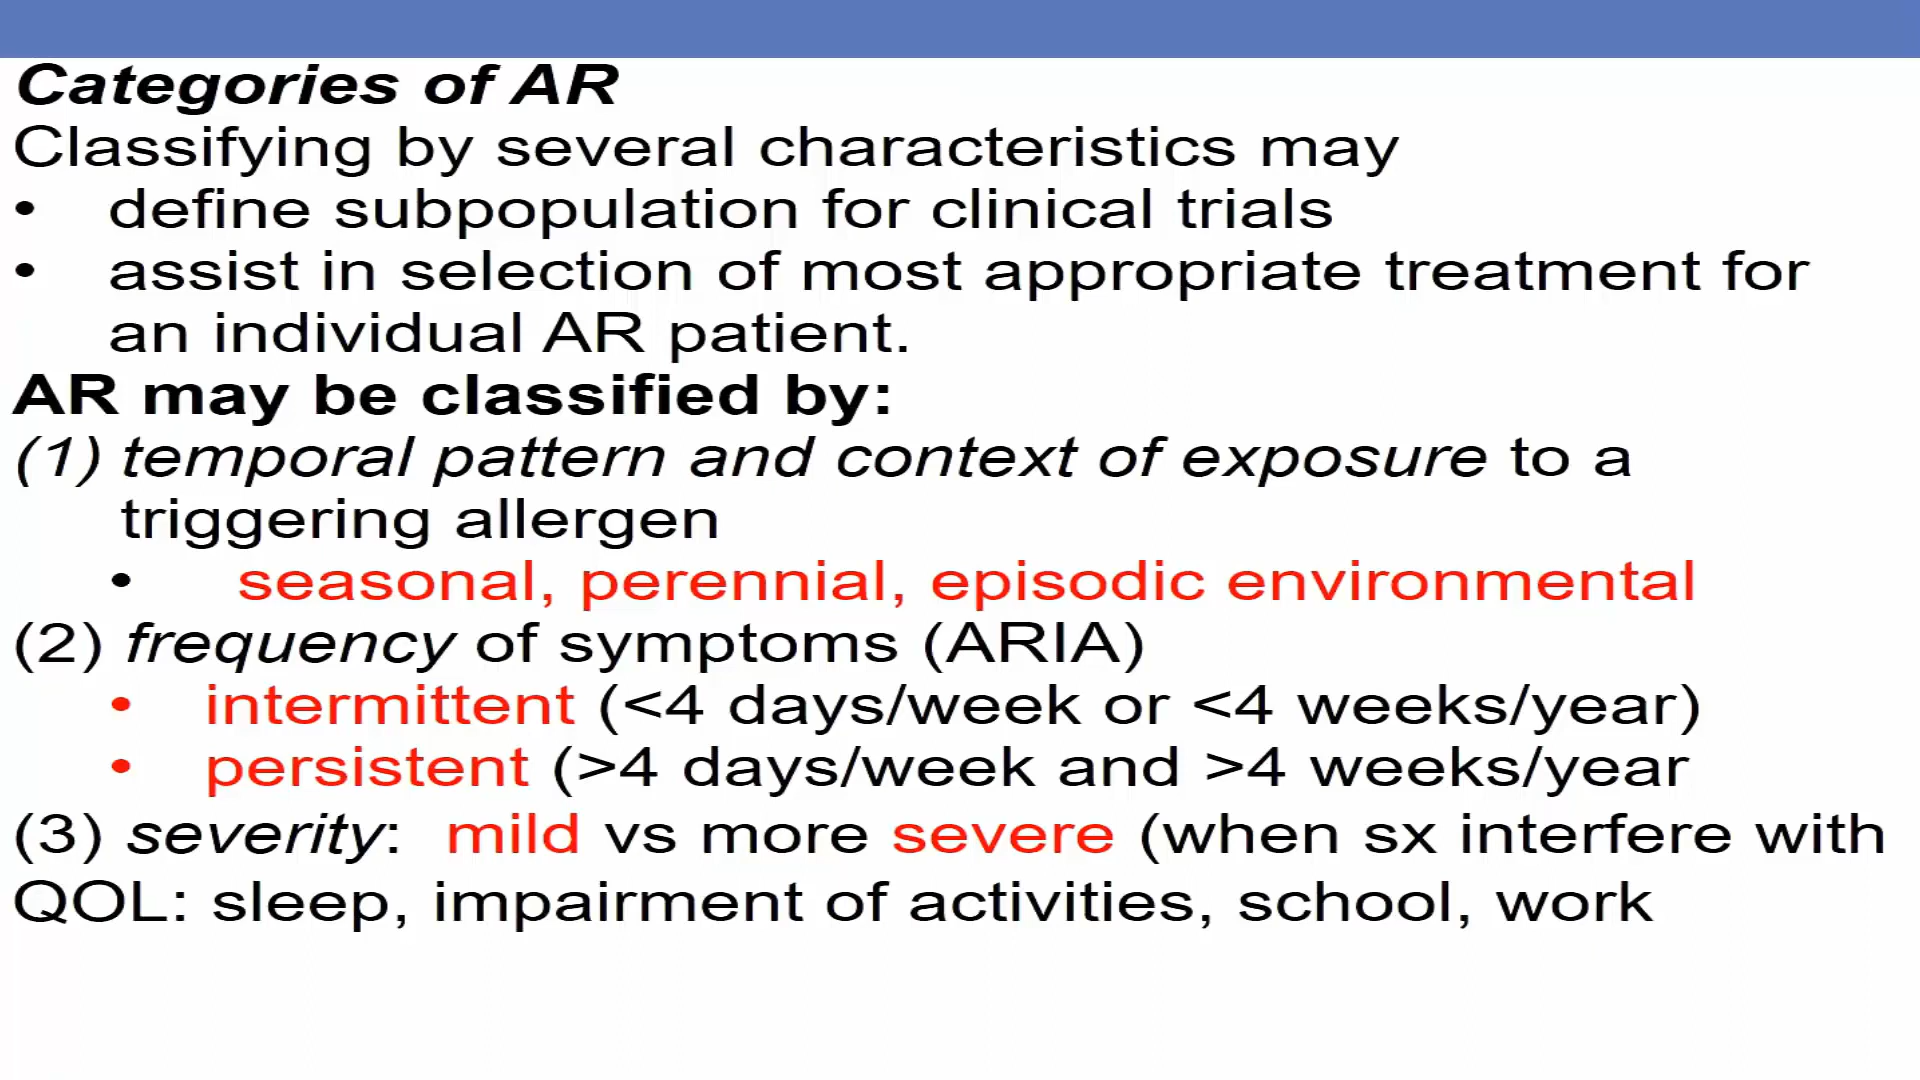 Categories of AR
Classifying by several characteristics may
• define subpopulation for clinical trials
• assist in selection of most appropriate treatment for
an individual AR patient.
AR may be classified by:
(1) temporal pattern and context of exposure to a
triggering allergen
• seasonal, perennial, episodic environmental
(2) frequency of symptoms (ARIA)
• intermittent (<4 days/week or <4 weeks/year)
• persistent (>4 days/week and >4 weeks/year
(3) severity: mild vs more severe (when sx interfere with
QOL: sleep, impairment of activities, school, work